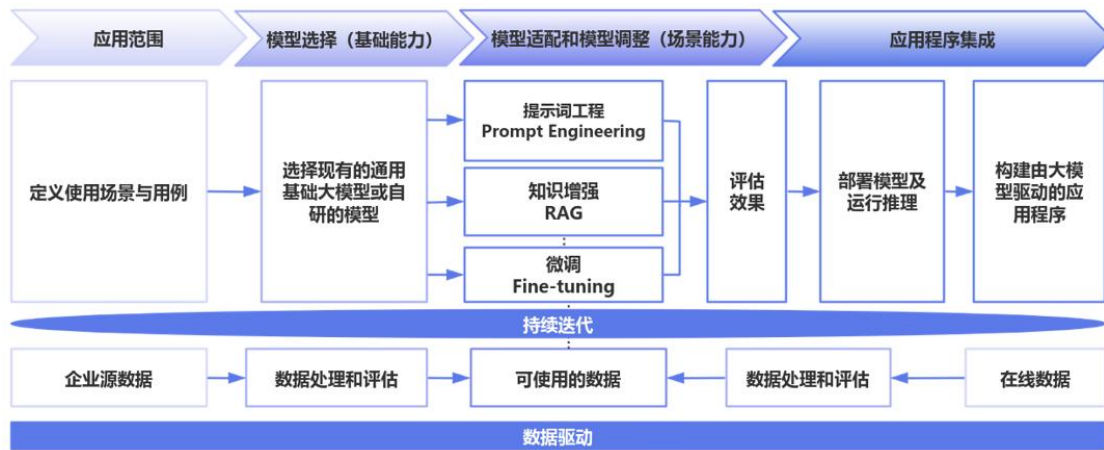 应用范围
模型选择（基础能力）
模型适配和模型调整（场景能力）
应用程序集成
定义使用场景与用例
选择现有的通用
基础大模型或自
研的模型
提示词工程
Prompt Engineering
知识增强
RAG
微调
Fine-tuning
评估
效果
部署模型及
运行推理
构建由大模
型驱动的应
用程序
持续迭代
企业源数据
数据处理和评估
可使用的数据
数据处理和评估
在线数据
数据驱动